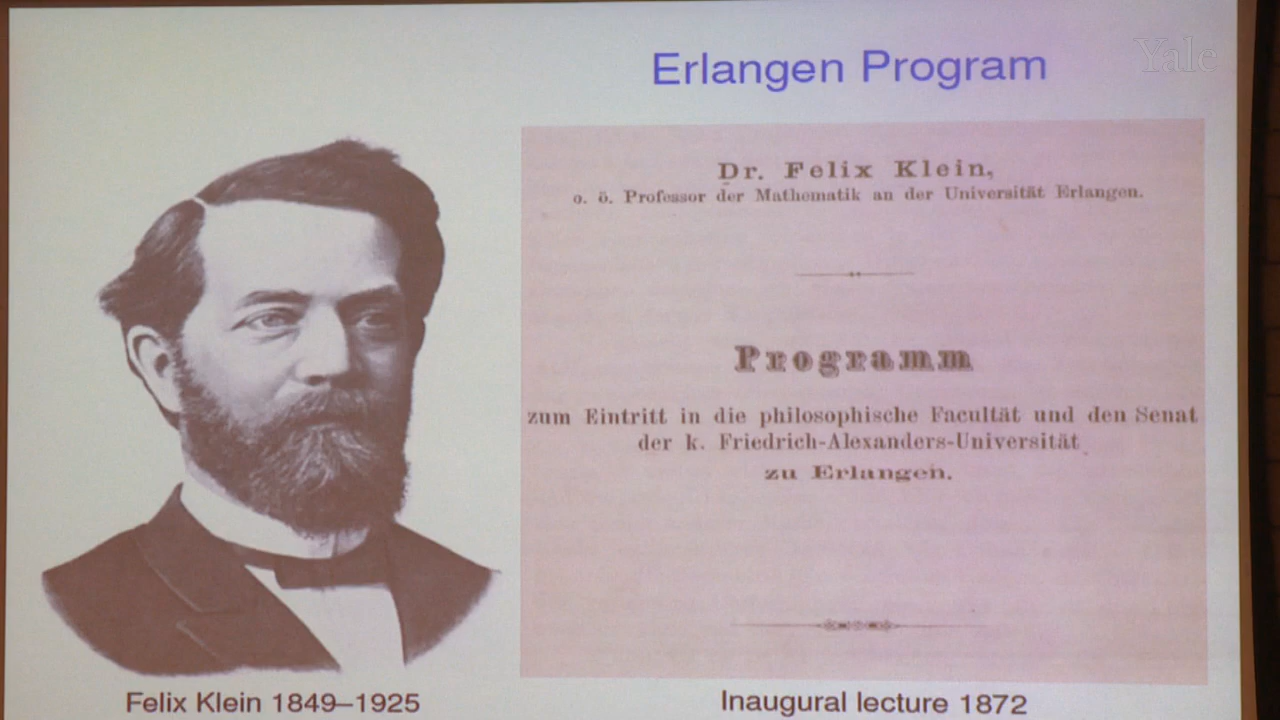 Erlangen Program
Yale
Dr. Felix Klein,
o. ö. Professor der Mathematik an der Universität Erlangen.
Programm
zum Eintritt in die philosophische Facultät und den Senat
der k. Friedrich-Alexanders-Universität
zu Erlangen.
Felix Klein 1849–1925
Inaugural lecture 1872